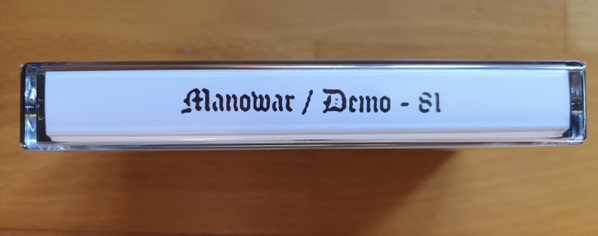 Manowar / Demo - 81